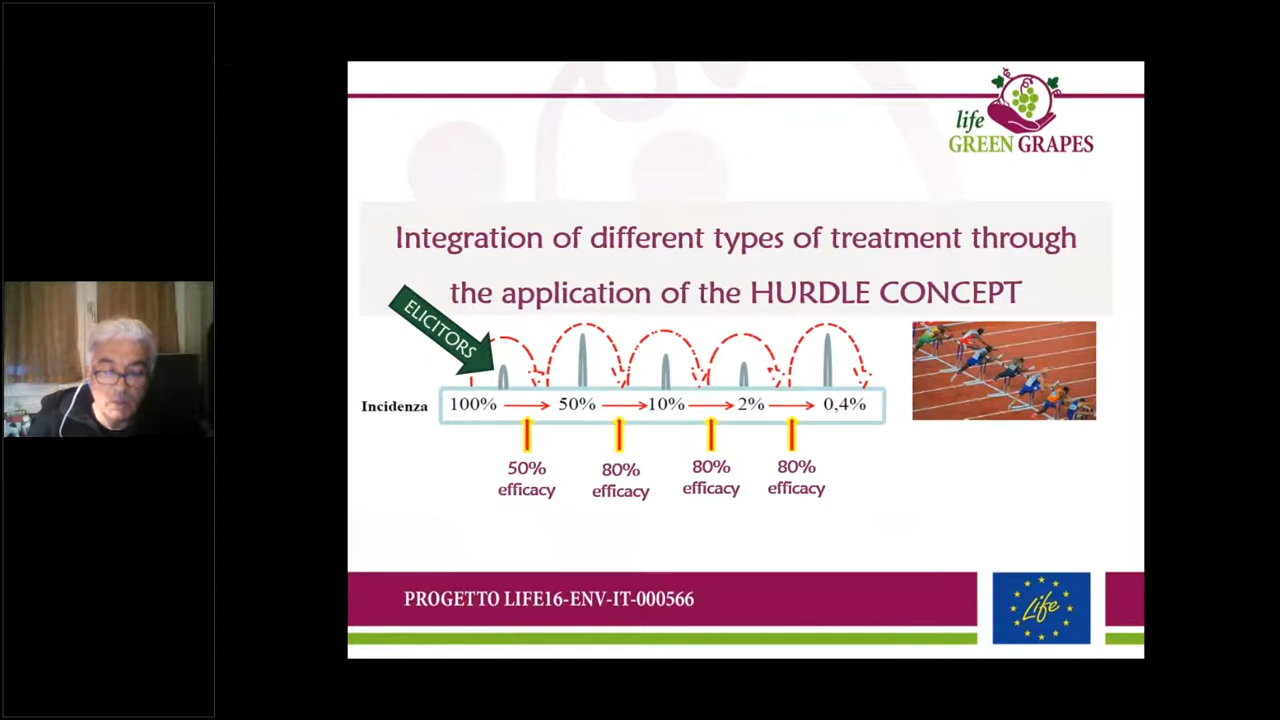 life
GREEN GRAPES
Integration of different types of treatment through
the application of the HURDLE CONCEPT
ELICITORS
Incidenza 100% 50% 10% 2% 0,4%
50% 80% 80% 80%
efficacy efficacy efficacy efficacy
PROGETTO LIFE16-ENV-IT-000566
Life